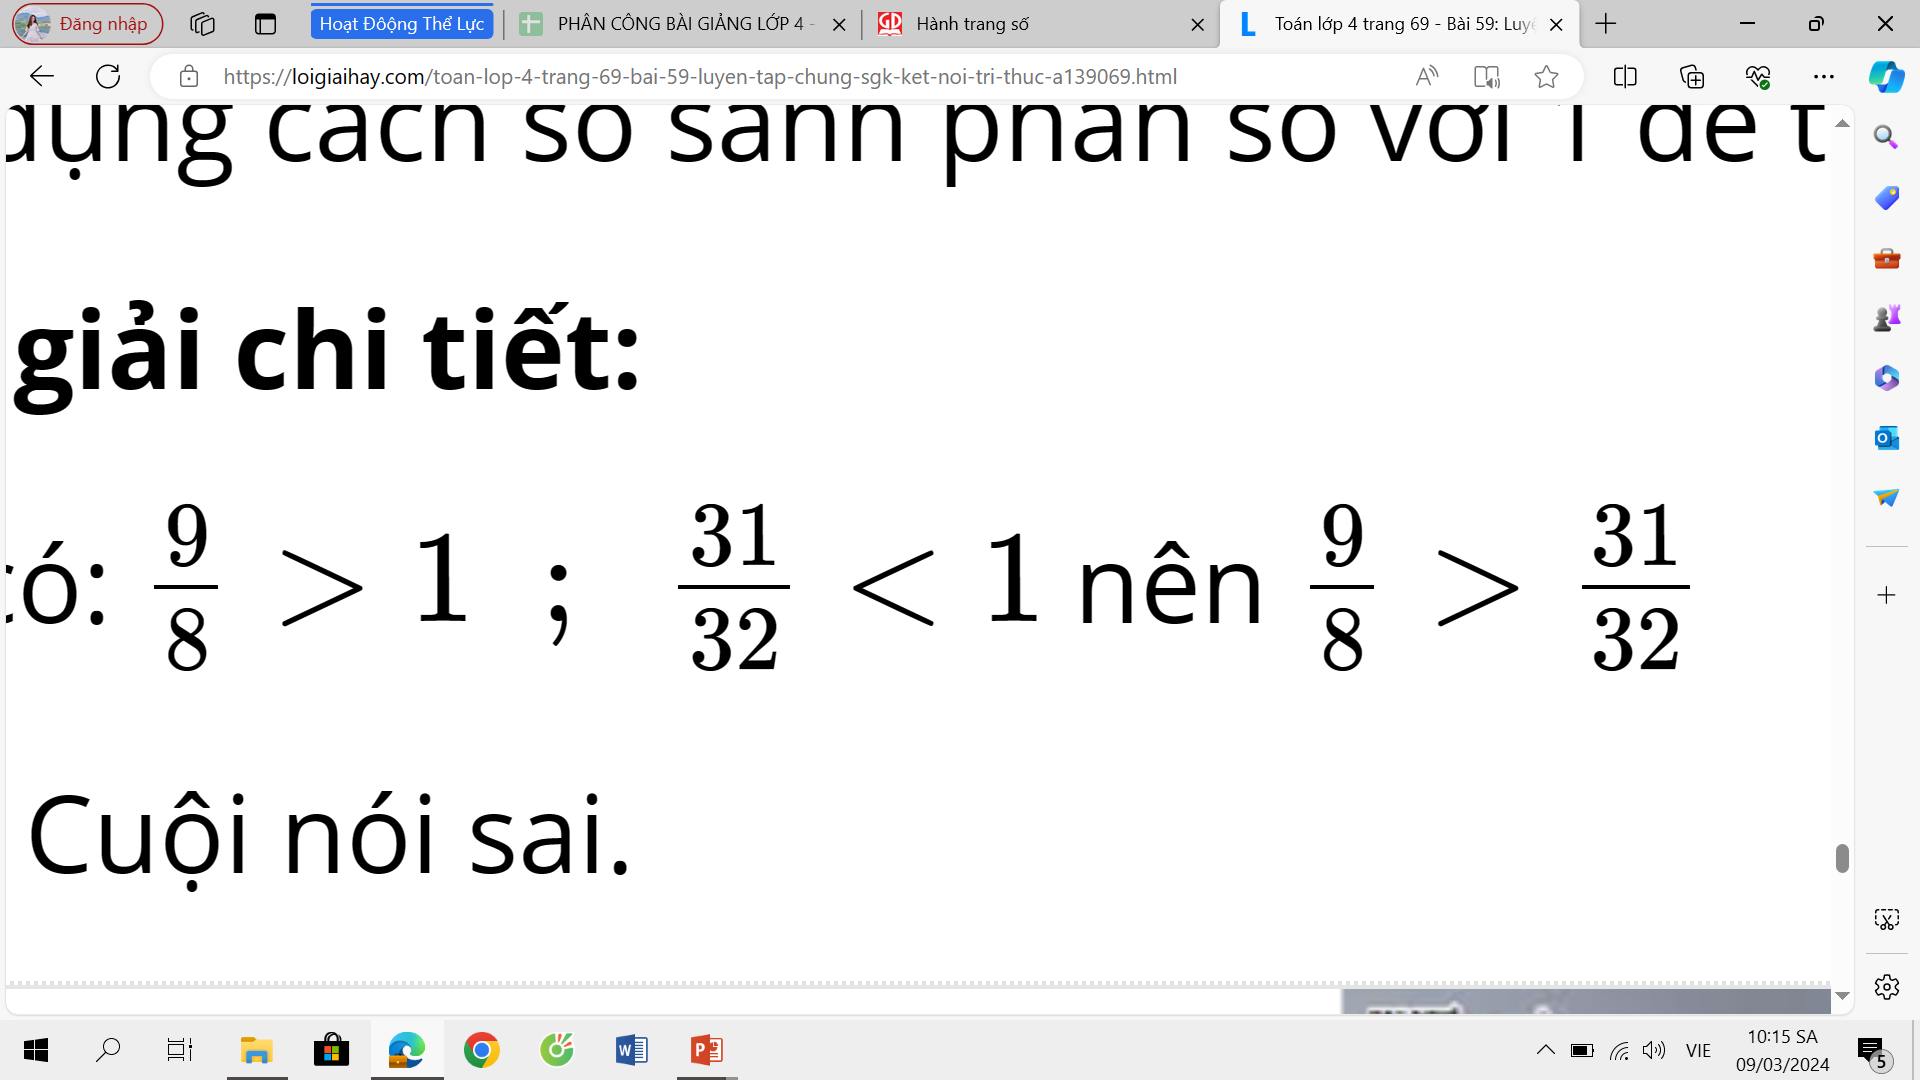 Đăng nhập
Hoạt Đôộng Thể Lực
PHÂN CÔNG BÀI GIẢNG LỚP 4 -
Hành trang số
Toán lớp 4 trang 69 - Bài 59: Luyệ
https://loigiaihay.com/toan-lop-4-trang-69-bai-59-luyen-tap-chung-sgk-ket-noi-tri-thuc-a139069.html
dụng cách so sánh phân số với 1 để t
giải chi tiết:
có: 9/8 > 1 ; 31/32 < 1 nên 9/8 > 31/32
Cuội nói sai.
VIE
10:15 SA
09/03/2024
5